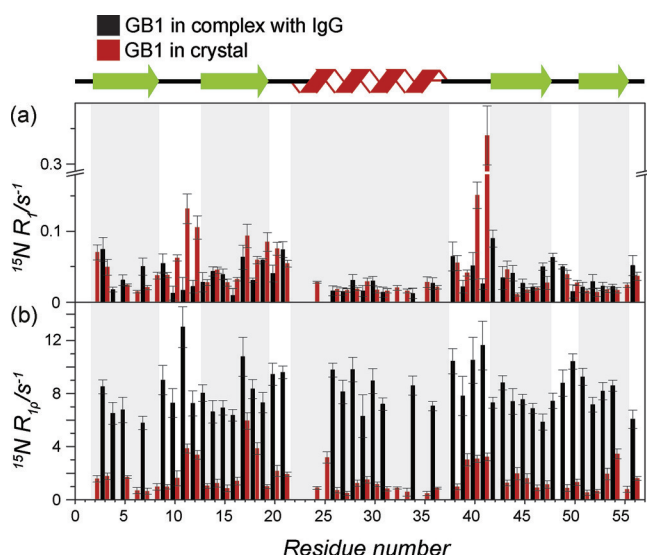 GB1 in complex with IgG
GB1 in crystal
(a)
0.3
0.1
0
¹⁵N R₁/s⁻¹
(b)
12
8
4
0
¹⁵N R₁ρ/s⁻¹
0 5 10 15 20 25 30 35 40 45 50 55
Residue number